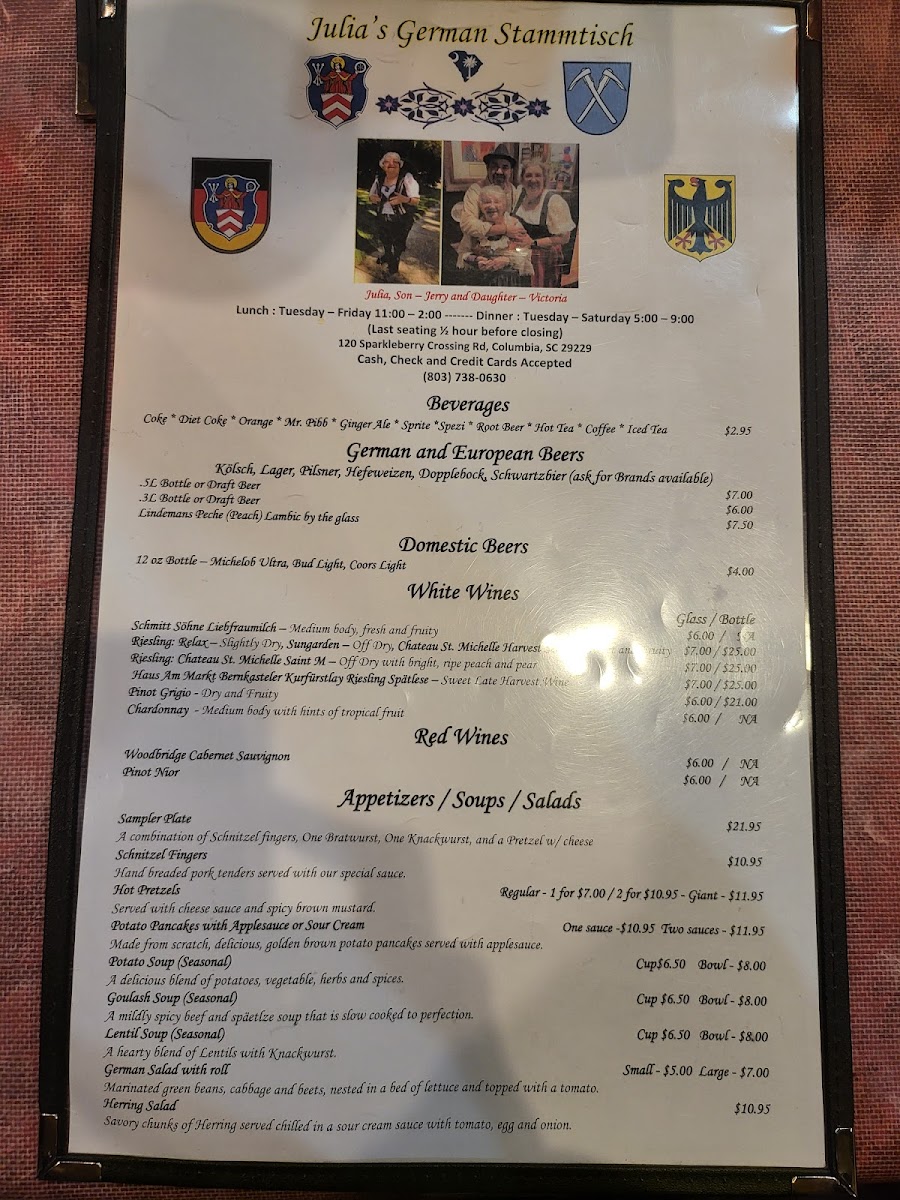 Julia's German Stammtisch
Julia, Son – Jerry and Daughter – Victoria
Lunch : Tuesday – Friday 11:00 – 2:00 ------- Dinner : Tuesday – Saturday 5:00 – 9:00
(Last seating ½ hour before closing)
120 Sparkleberry Crossing Rd, Columbia, SC 29229
Cash, Check and Credit Cards Accepted
(803) 738-0630
Beverages
Coke * Diet Coke * Orange * Mr. Pibb * Ginger Ale * Sprite *Spezi * Root Beer * Hot Tea * Coffee * Iced Tea $2.95
German and European Beers
Kölsch, Lager, Pilsner, Hefeweizen, Dopplebock, Schwartzbier (ask for Brands available)
.5L Bottle or Draft Beer $7.00
.3L Bottle or Draft Beer $6.00
Lindemans Peche (Peach) Lambic by the glass $7.50
Domestic Beers
12 oz Bottle – Michelob Ultra, Bud Light, Coors Light $4.00
White Wines
Glass / Bottle
Schmitt Söhne Liebfraumilch – Medium body, fresh and fruity $6.00 / NA
Riesling: Relax – Slightly Dry, Sungarden – Off Dry, Chateau St. Michelle Harvest $7.00 / $25.00
Riesling: Chateau St. Michelle Saint M – Off Dry with bright, ripe peach and pear $7.00 / $25.00
Haus Am Markt Bernkasteler Kurfürstlay Riesling Spätlese – Sweet Late Harvest Wine $7.00 / $25.00
Pinot Grigio - Dry and Fruity $6.00 / $21.00
Chardonnay - Medium body with hints of tropical fruit $6.00 / NA
Red Wines
Woodbridge Cabernet Sauvignon $6.00 / NA
Pinot Nior $6.00 / NA
Appetizers / Soups / Salads
Sampler Plate $21.95
A combination of Schnitzel fingers, One Bratwurst, One Knackwurst, and a Pretzel w/ cheese
Schnitzel Fingers $10.95
Hand breaded pork tenders served with our special sauce.
Hot Pretzels Regular - 1 for $7.00 / 2 for $10.95 - Giant - $11.95
Served with cheese sauce and spicy brown mustard.
Potato Pancakes with Applesauce or Sour Cream One sauce -$10.95 Two sauces - $11.95
Made from scratch, delicious, golden brown potato pancakes served with applesauce.
Potato Soup (Seasonal) Cup$6.50 Bowl - $8.00
A delicious blend of potatoes, vegetable, herbs and spices.
Goulash Soup (Seasonal) Cup $6.50 Bowl - $8.00
A mildly spicy beef and späetlze soup that is slow cooked to perfection.
Lentil Soup (Seasonal) Cup $6.50 Bowl - $8.00
A hearty blend of Lentils with Knackwurst.
German Salad with roll Small - $5.00 Large - $7.00
Marinated green beans, cabbage and beets, nested in a bed of lettuce and topped with a tomato.
Herring Salad $10.95
Savory chunks of Herring served chilled in a sour cream sauce with tomato, egg and onion.